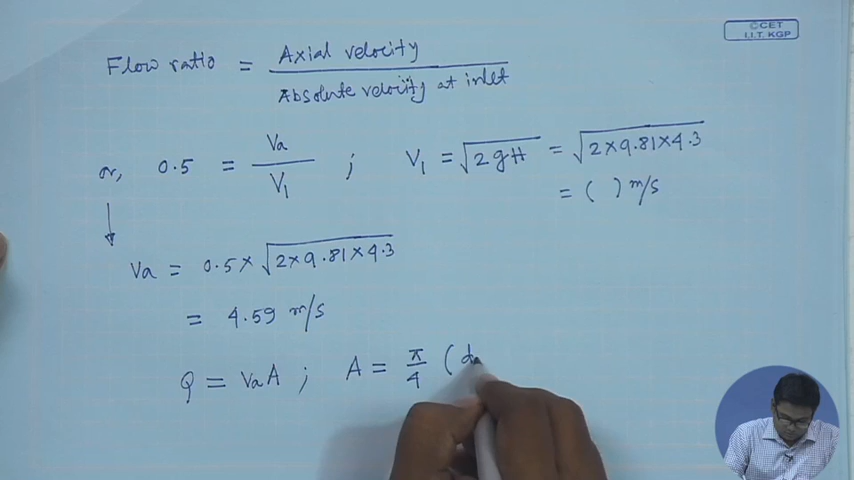 ©CET
I.I.T. KGP
Flow ratio = Axial velocity / Absolute velocity at inlet
or, 0.5 = Va / V1 ; V1 = √2gH = √2×9.81×4.3
= ( ) m/s
Va = 0.5 × √2×9.81×4.3
= 4.59 m/s
Q = VaA ; A = π/4 (d